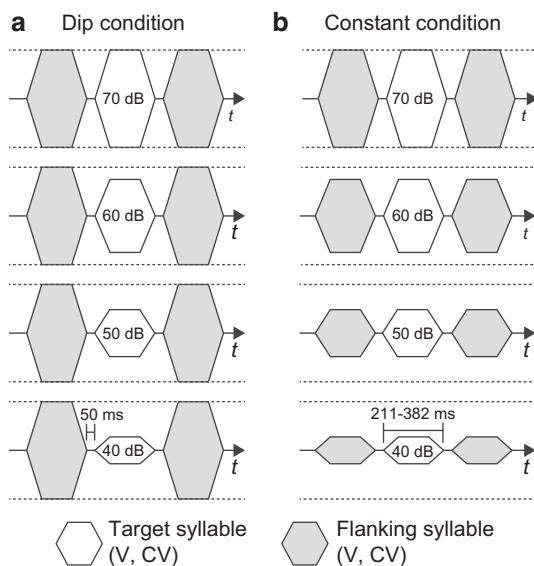 a Dip condition
70 dB
t
60 dB
t
50 dB
t
50 ms
40 dB
t
b Constant condition
70 dB
t
60 dB
t
50 dB
t
211-382 ms
40 dB
t
Target syllable
(V, CV)
Flanking syllable
(V, CV)